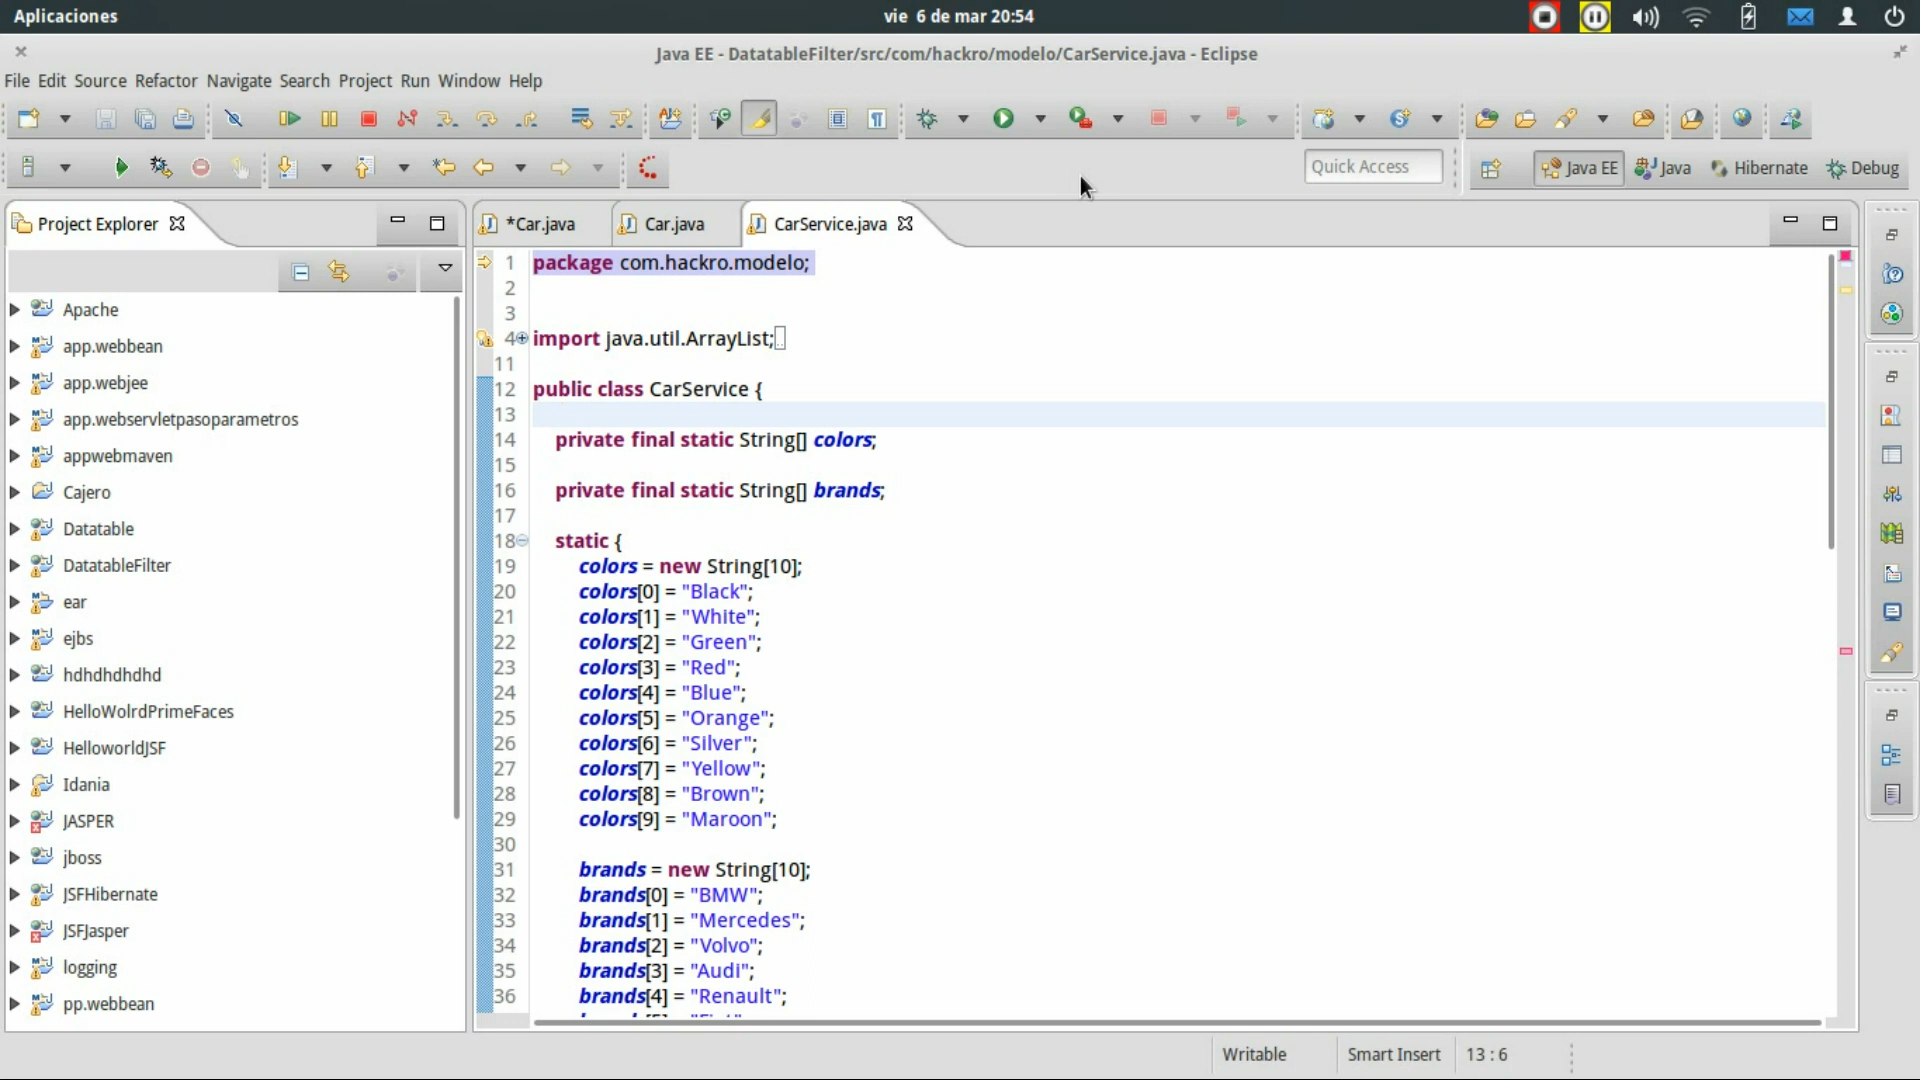 Aplicaciones
vie 6 de mar 20:54
Java EE - DatatableFilter/src/com/hackro/modelo/CarService.java - Eclipse
File Edit Source Refactor Navigate Search Project Run Window Help
Quick Access
Java EE
Java
Hibernate
Debug
Project Explorer
*Car.java
Car.java
CarService.java
Apache
app.webbean
app.webjee
app.webservletpasoparametros
appwebmaven
Cajero
Datatable
DatatableFilter
ear
ejbs
hdhdhdhdhd
HelloWolrdPrimeFaces
HelloworldJSF
Idania
JASPER
jboss
JSFHibernate
JSFJasper
logging
pp.webbean
1 package com.hackro.modelo;
2
3
4 import java.util.ArrayList;
11
12 public class CarService {
13
14 private final static String[] colors;
15
16 private final static String[] brands;
17
18 static {
19 colors = new String[10];
20 colors[0] = "Black";
21 colors[1] = "White";
22 colors[2] = "Green";
23 colors[3] = "Red";
24 colors[4] = "Blue";
25 colors[5] = "Orange";
26 colors[6] = "Silver";
27 colors[7] = "Yellow";
28 colors[8] = "Brown";
29 colors[9] = "Maroon";
30
31 brands = new String[10];
32 brands[0] = "BMW";
33 brands[1] = "Mercedes";
34 brands[2] = "Volvo";
35 brands[3] = "Audi";
36 brands[4] = "Renault";
Writable
Smart Insert
13 : 6